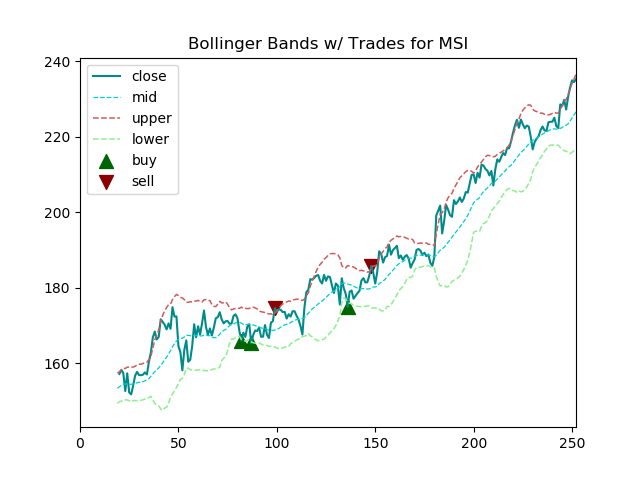 Bollinger Bands w/ Trades for MSI
240
220
200
180
160
close
mid
upper
lower
buy
sell
0 50 100 150 200 250